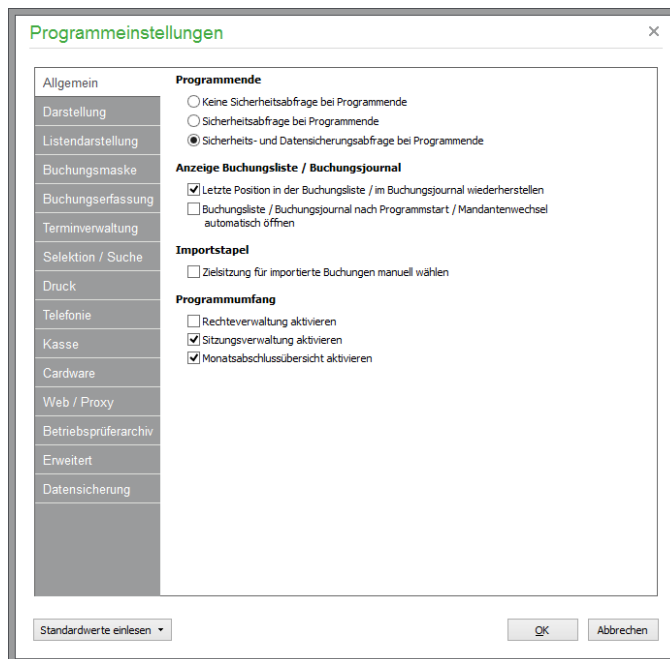 Programmeinstellungen
Allgemein
Darstellung
Listendarstellung
Buchungsmaske
Buchungserfassung
Terminverwaltung
Selektion / Suche
Druck
Telefonie
Kasse
Cardware
Web / Proxy
Betriebsprüferarchiv
Erweitert
Datensicherung
Programmende
Keine Sicherheitsabfrage bei Programmende
Sicherheitsabfrage bei Programmende
Sicherheits- und Datensicherungsabfrage bei Programmende
Anzeige Buchungsliste / Buchungsjournal
Letzte Position in der Buchungsliste / im Buchungsjournal wiederherstellen
Buchungsliste / Buchungsjournal nach Programmstart / Mandantenwechsel
automatisch öffnen
Importstapel
Zielsitzung für importierte Buchungen manuell wählen
Programmumfang
Rechteverwaltung aktivieren
Sitzungsverwaltung aktivieren
Monatsabschlussübersicht aktivieren
Standardwerte einlesen
OK
Abbrechen